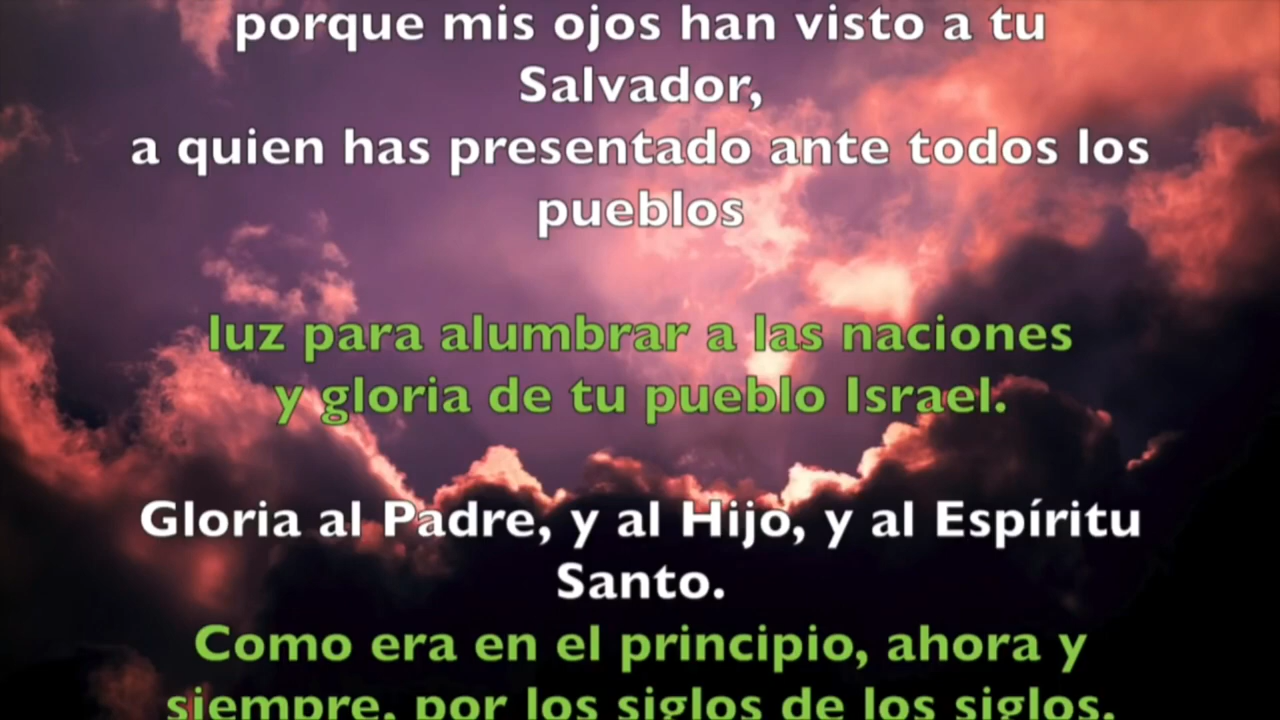 porque mis ojos han visto a tu
Salvador,
a quien has presentado ante todos los
pueblos
luz para alumbrar a las naciones
y gloria de tu pueblo Israel.
Gloria al Padre, y al Hijo, y al Espíritu
Santo.
Como era en el principio, ahora y
siempre, por los siglos de los siglos.